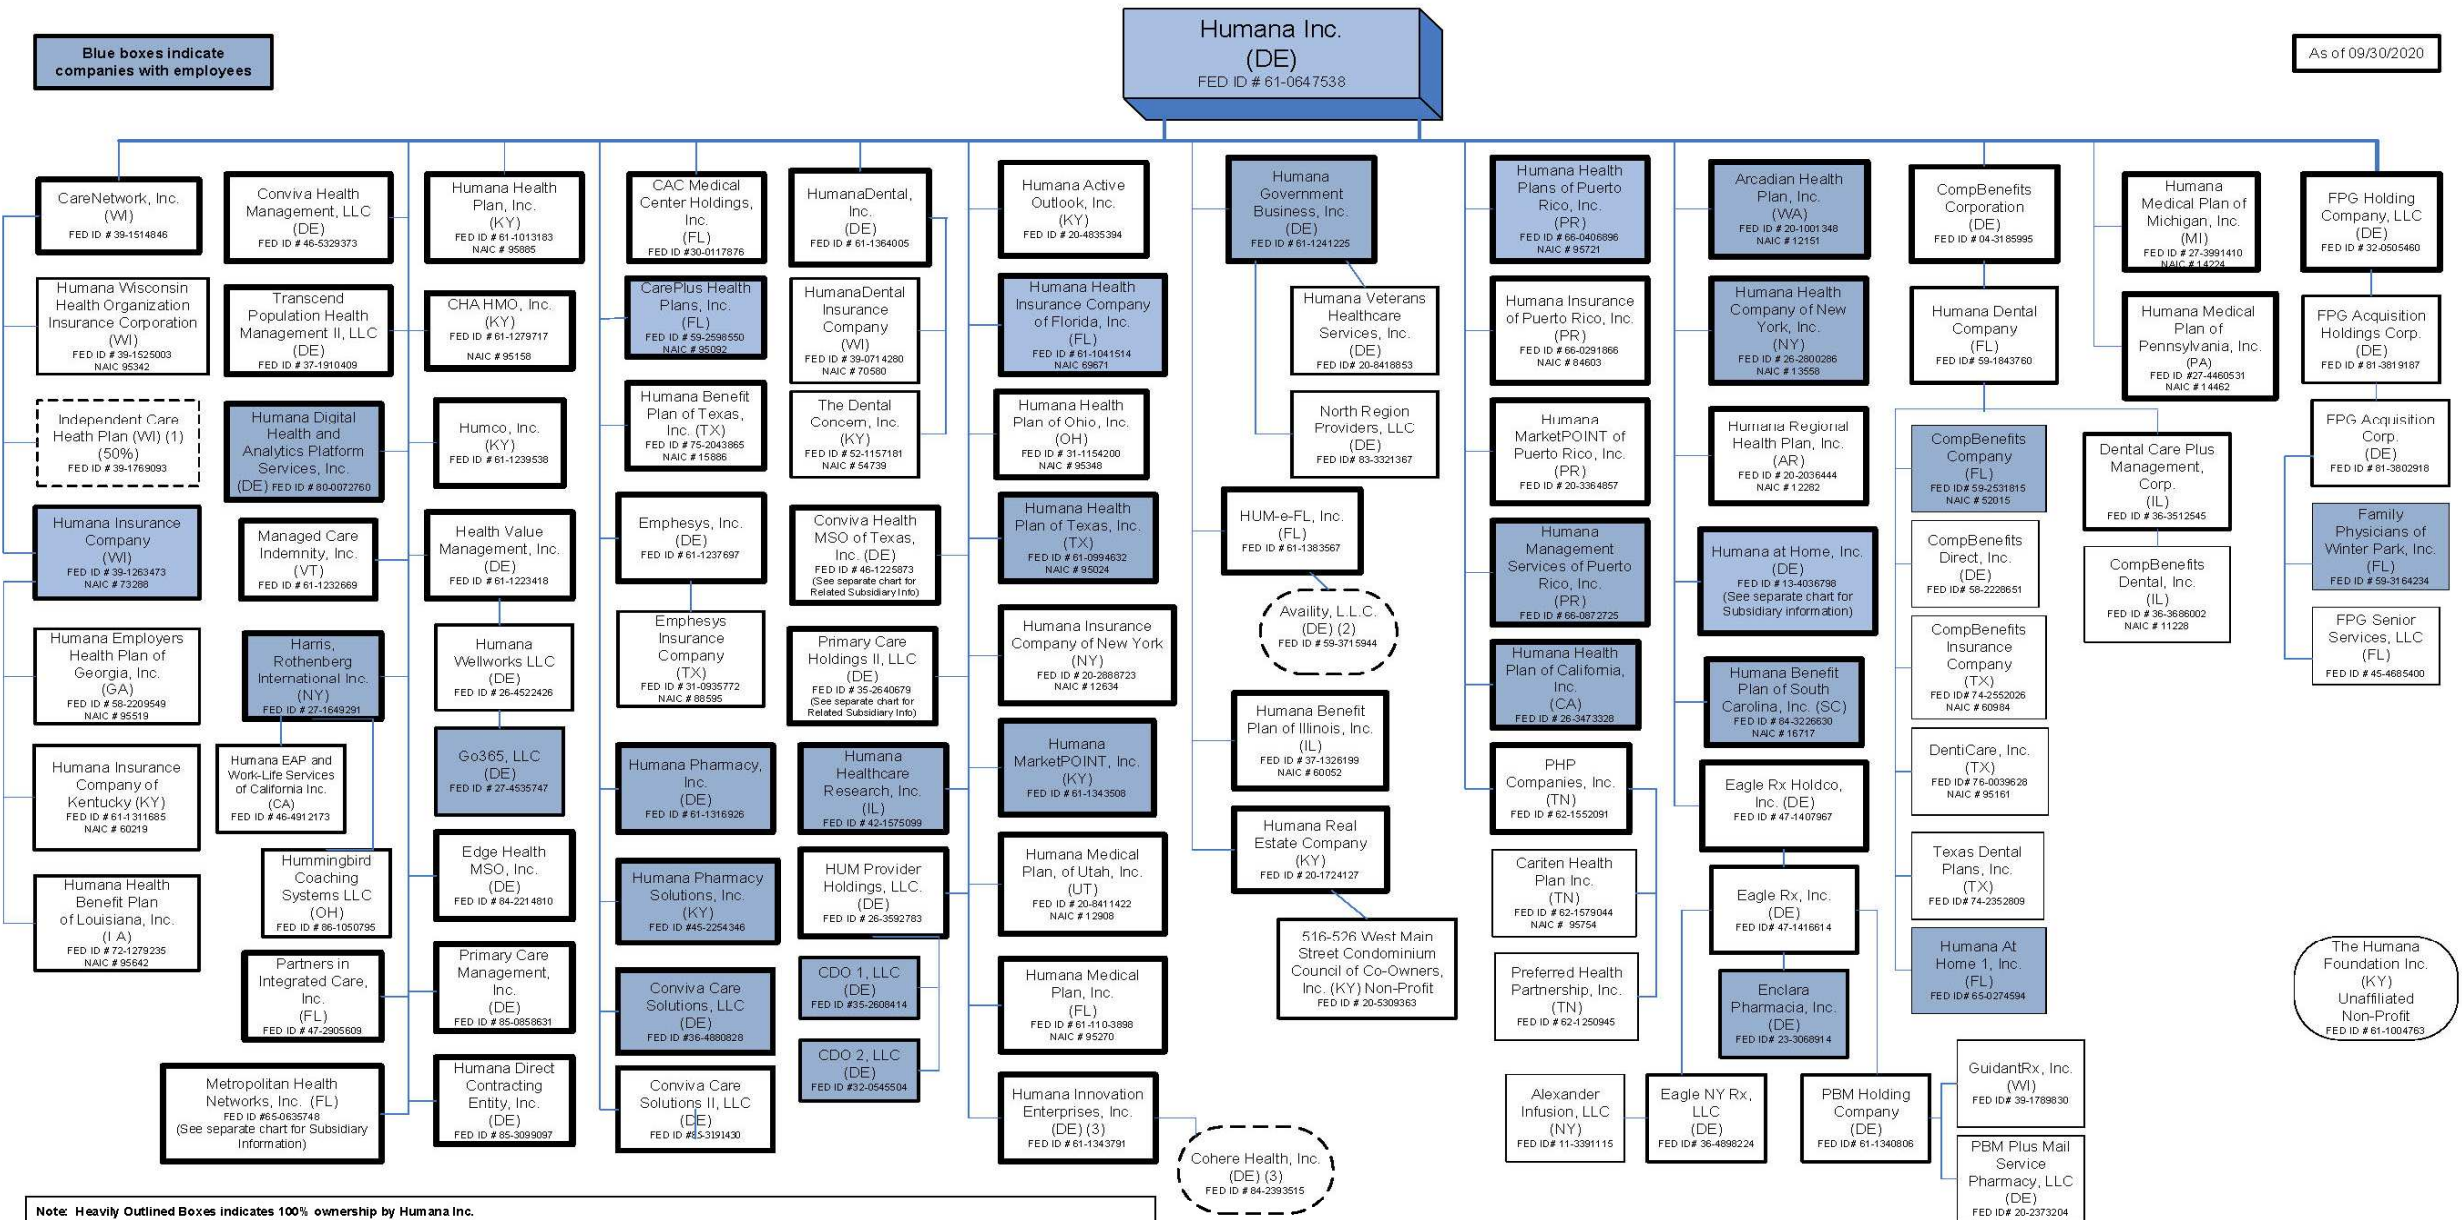 Humana Inc.
(DE)
FED ID # 61-0647538
Blue boxes indicate
companies with employees
As of 09/30/2020
CareNetwork, Inc.
(WI)
FED ID # 39-1514846
Humana Wisconsin
Health Organization
Insurance Corporation
(WI)
FED ID # 39-1525003
NAIC 95342
Independent Care
Heath Plan (WI) (1)
(50%)
FED ID # 39-1769093
Humana Insurance
Company
(WI)
FED ID # 39-1263473
NAIC # 73288
Humana Employers
Health Plan of
Georgia, Inc.
(GA)
FED ID # 58-2209549
NAIC # 95519
Humana Insurance
Company of
Kentucky (KY)
FED ID # 61-1311685
NAIC # 60219
Humana Health
Benefit Plan
of Louisiana, Inc.
(LA)
FED ID # 72-1279235
NAIC # 95642
Conviva Health
Management, LLC
(DE)
FED ID # 46-5329373
Transcend
Population Health
Management II, LLC
(DE)
FED ID # 37-1910409
Humana Digital
Health and
Analytics Platform
Services, Inc.
(DE) FED ID # 80-0072760
Managed Care
Indemnity, Inc.
(VT)
FED ID # 61-1232669
Harris,
Rothenberg
International Inc.
(NY)
FED ID # 27-1649291
Humana EAP and
Work-Life Services
of California Inc.
(CA)
FED ID # 46-4912173
Hummingbird
Coaching
Systems LLC
(OH)
FED ID # 86-1050795
Partners in
Integrated Care,
Inc.
(FL)
FED ID # 47-2905609
Metropolitan Health
Networks, Inc. (FL)
FED ID #65-0635748
(See separate chart for Subsidiary
Information)
Humana Health
Plan, Inc.
(KY)
FED ID # 61-1013183
NAIC # 95885
CHA HMO, Inc.
(KY)
FED ID # 61-1279717
NAIC # 95158
Humco, Inc.
(KY)
FED ID # 61-1239538
Health Value
Management, Inc.
(DE)
FED ID # 61-1223418
Humana
Wellworks LLC
(DE)
FED ID # 26-4522426
Go365, LLC
(DE)
FED ID # 27-4535747
Edge Health
MSO, Inc.
(DE)
FED ID # 84-2214810
Primary Care
Management,
Inc.
(DE)
FED ID # 85-0858631
Humana Direct
Contracting
Entity, Inc.
(DE)
FED ID # 85-3099097
CAC Medical
Center Holdings,
Inc.
(FL)
FED ID #30-0117876
CarePlus Health
Plans, Inc.
(FL)
FED ID # 59-2598550
NAIC # 95092
Humana Benefit
Plan of Texas,
Inc. (TX)
FED ID # 75-2043865
NAIC # 15886
Emphesys, Inc.
(DE)
FED ID # 61-1237697
Emphesys
Insurance
Company
(TX)
FED ID # 31-0935772
NAIC # 88595
Humana Pharmacy,
Inc.
(DE)
FED ID # 61-1316926
Humana Pharmacy
Solutions, Inc.
(KY)
FED ID #45-2254346
Conviva Care
Solutions, LLC
(DE)
FED ID #36-4880828
Conviva Care
Solutions II, LLC
(DE)
FED ID #85-3191430
HumanaDental,
Inc.
(DE)
FED ID # 61-1364005
HumanaDental
Insurance
Company
(WI)
FED ID # 39-0714280
NAIC # 70580
The Dental
Concern, Inc.
(KY)
FED ID # 52-1157181
NAIC # 54739
Conviva Health
MSO of Texas,
Inc. (DE)
FED ID # 46-1225873
(See separate chart for
Related Subsidiary Info)
Primary Care
Holdings II, LLC
(DE)
FED ID # 35-2640679
(See separate chart for
Related Subsidiary Info)
Humana
Healthcare
Research, Inc.
(IL)
FED ID # 42-1575099
HUM Provider
Holdings, LLC.
(DE)
FED ID # 26-3592783
CDO 1, LLC
(DE)
FED ID #35-2608414
CDO 2, LLC
(DE)
FED ID #32-0545504
Humana Active
Outlook, Inc.
(KY)
FED ID # 20-4835394
Humana Health
Insurance Company
of Florida, Inc.
(FL)
FED ID # 61-1041514
NAIC 69671
Humana Health
Plan of Ohio, Inc.
(OH)
FED ID # 31-1154200
NAIC # 95348
Humana Health
Plan of Texas, Inc.
(TX)
FED ID # 61-0994632
NAIC # 95024
Humana Insurance
Company of New York
(NY)
FED ID # 20-2888723
NAIC # 12634
Humana
MarketPOINT, Inc.
(KY)
FED ID # 61-1343508
Humana Medical
Plan, of Utah, Inc.
(UT)
FED ID # 20-8411422
NAIC # 12908
Humana Medical
Plan, Inc.
(FL)
FED ID # 61-110-3898
NAIC # 95270
Humana Innovation
Enterprises, Inc.
(DE) (3)
FED ID # 61-1343791
Cohere Health, Inc.
(DE) (3)
FED ID # 84-2393515
Humana
Government
Business, Inc.
(DE)
FED ID # 61-1241225
Humana Veterans
Healthcare
Services, Inc.
(DE)
FED ID# 20-8418853
North Region
Providers, LLC
(DE)
FED ID# 83-3321367
HUM-e-FL, Inc.
(FL)
FED ID # 61-1383567
Availity, L.L.C.
(DE) (2)
FED ID # 59-3715944
Humana Benefit
Plan of Illinois, Inc.
(IL)
FED ID # 37-1326199
NAIC # 60052
Humana Real
Estate Company
(KY)
FED ID # 20-1724127
516-526 West Main
Street Condominium
Council of Co-Owners,
Inc. (KY) Non-Profit
FED ID # 20-5309363
Humana Health
Plans of Puerto
Rico, Inc.
(PR)
FED ID # 66-0406896
NAIC # 95721
Humana Insurance
of Puerto Rico, Inc.
(PR)
FED ID # 66-0291866
NAIC # 84603
Humana
MarketPOINT of
Puerto Rico, Inc.
(PR)
FED ID # 20-3364857
Humana
Management
Services of Puerto
Rico, Inc.
(PR)
FED ID # 66-0872725
Humana Health
Plan of California,
Inc.
(CA)
FED ID # 26-3473328
PHP
Companies, Inc.
(TN)
FED ID # 62-1552091
Cariten Health
Plan Inc.
(TN)
FED ID # 62-1579044
NAIC # 95754
Preferred Health
Partnership, Inc.
(TN)
FED ID # 62-1250945
Arcadian Health
Plan, Inc.
(WA)
FED ID # 20-1001348
NAIC # 12151
Humana Health
Company of New
York, Inc.
(NY)
FED ID # 26-2800286
NAIC # 13558
Humana Regional
Health Plan, Inc.
(AR)
FED ID # 20-2036444
NAIC # 12282
Humana at Home, Inc.
(DE)
FED ID # 13-4036798
(See separate chart for
Subsidiary information)
Humana Benefit
Plan of South
Carolina, Inc. (SC)
FED ID # 84-3226630
NAIC # 16717
Eagle Rx Holdco,
Inc. (DE)
FED ID # 47-1407967
Eagle Rx, Inc.
(DE)
FED ID# 47-1416614
Enclara
Pharmacia, Inc.
(DE)
FED ID# 23-3068914
Alexander
Infusion, LLC
(NY)
FED ID# 11-3391115
Eagle NY Rx,
LLC
(DE)
FED ID # 36-4898224
PBM Holding
Company
(DE)
FED ID# 61-1340806
GuidantRx, Inc.
(WI)
FED ID# 39-1789830
PBM Plus Mail
Service
Pharmacy, LLC
(DE)
FED ID# 20-2373204
CompBenefits
Corporation
(DE)
FED ID # 04-3185995
Humana Dental
Company
(FL)
FED ID # 59-1843760
CompBenefits
Company
(FL)
FED ID# 59-2531815
NAIC # 52015
CompBenefits
Direct, Inc.
(DE)
FED ID# 58-2228651
CompBenefits
Insurance
Company
(TX)
FED ID# 74-2552026
NAIC # 60984
DentiCare, Inc.
(TX)
FED ID# 76-0039628
NAIC # 95161
Texas Dental
Plans, Inc.
(TX)
FED ID# 74-2352809
Humana At
Home 1, Inc.
(FL)
FED ID# 65-0274594
Dental Care Plus
Management,
Corp.
(IL)
FED ID # 36-3512545
CompBenefits
Dental, Inc.
(IL)
FED ID # 36-3686002
NAIC # 11228
Humana
Medical Plan of
Michigan, Inc.
(MI)
FED ID # 27-3991410
NAIC # 14224
Humana Medical
Plan of
Pennsylvania, Inc.
(PA)
FED ID #27-4460531
NAIC # 14462
FPG Holding
Company, LLC
(DE)
FED ID # 32-0505460
FPG Acquisition
Holdings Corp.
(DE)
FED ID # 81-3819187
FPG Acquisition
Corp.
(DE)
FED ID # 81-3802918
Family
Physicians of
Winter Park, Inc.
(FL)
FED ID # 59-3164234
FPG Senior
Services, LLC
(FL)
FED ID # 45-4685400
The Humana
Foundation Inc.
(KY)
Unaffiliated
Non-Profit
FED ID # 61-1004763
Note: Heavily Outlined Boxes indicates 100% ownership by Humana Inc.